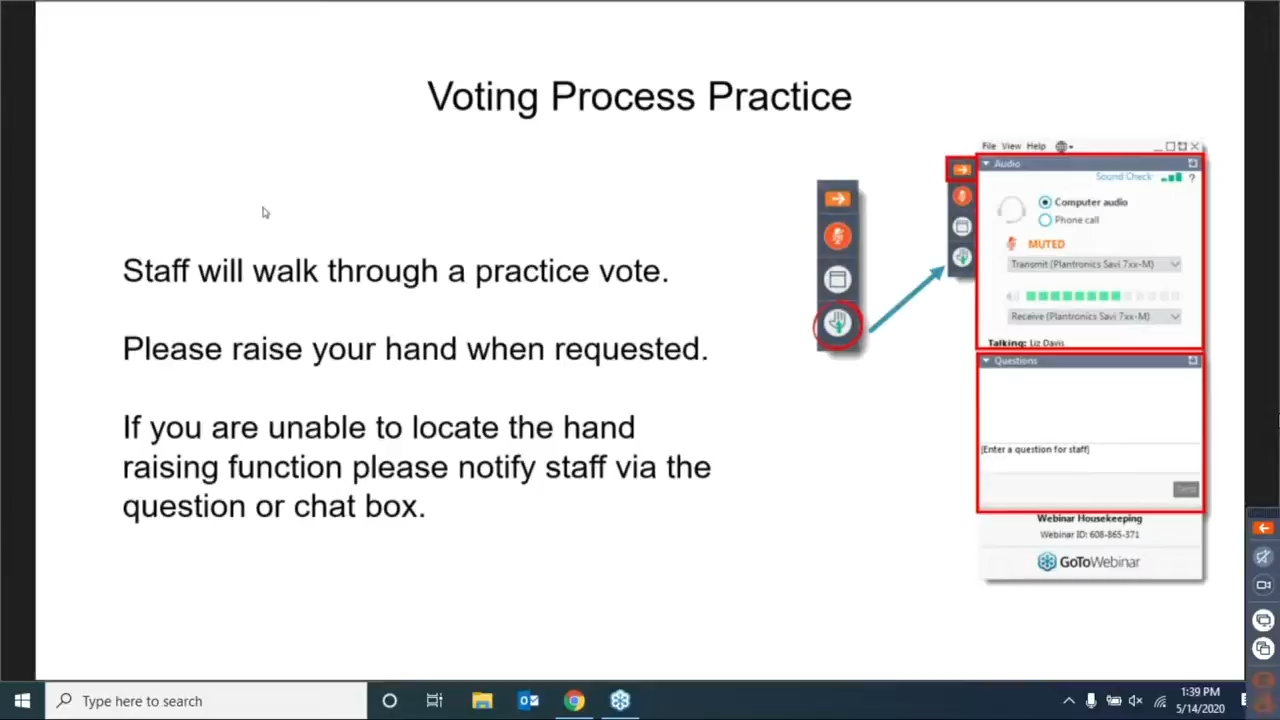 Voting Process Practice
Staff will walk through a practice vote.
Please raise your hand when requested.
If you are unable to locate the hand
raising function please notify staff via the
question or chat box.
File View Help
Audio
Sound Check: ?
Computer audio
Phone call
MUTED
Transmit (Plantronics Savi 7xx-M)
Receive (Plantronics Savi 7xx-M)
Talking: Liz Davis
Questions
[Enter a question for staff]
Send
Webinar Housekeeping
Webinar ID: 608-865-371
GoToWebinar
Type here to search
1:39 PM
5/14/2020